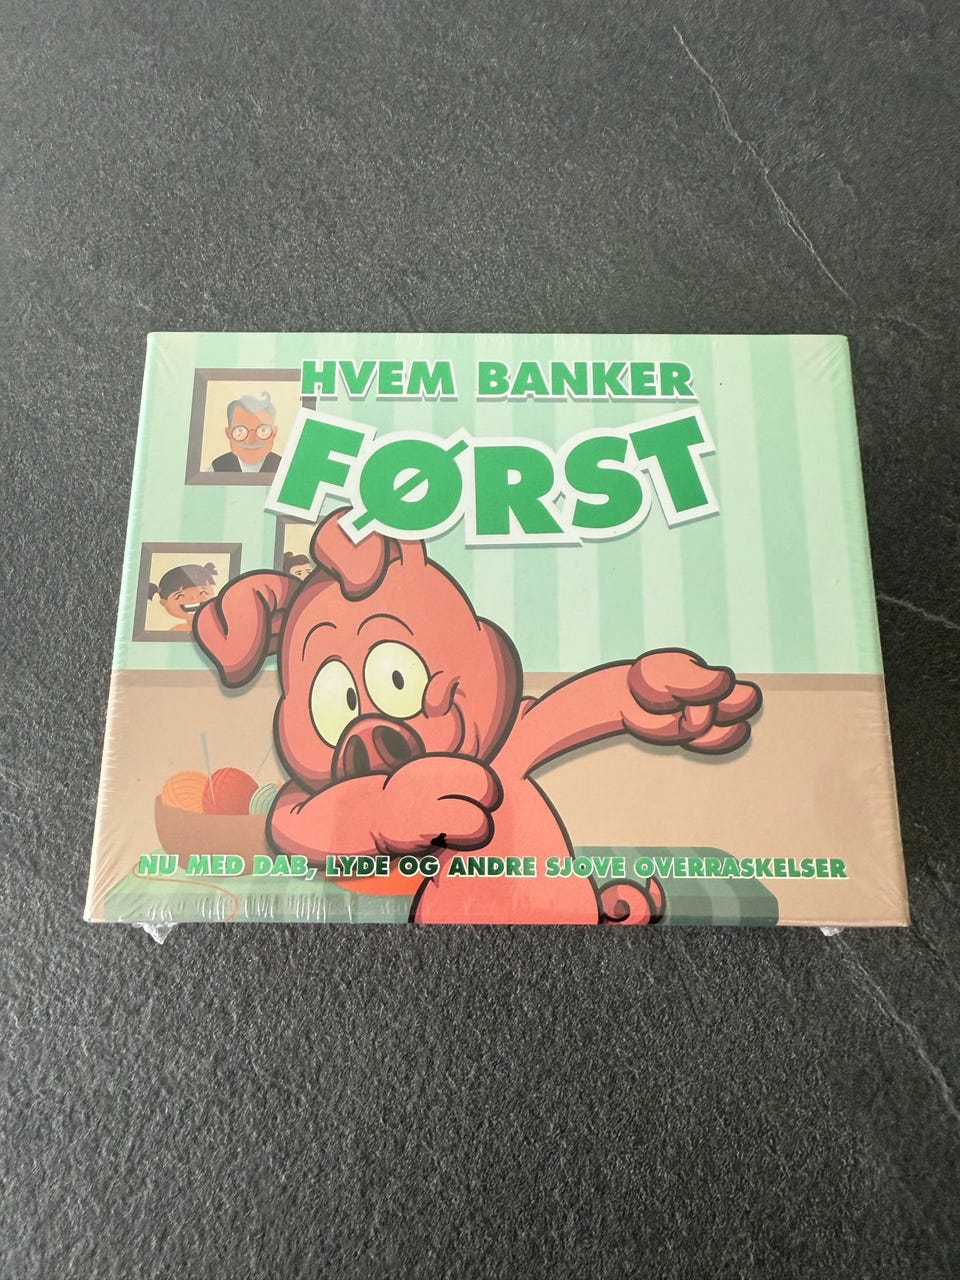 HVEM BANKER
FØRST
NU MED DAB, LYDE OG ANDRE SJOVE OVERRASKELSER